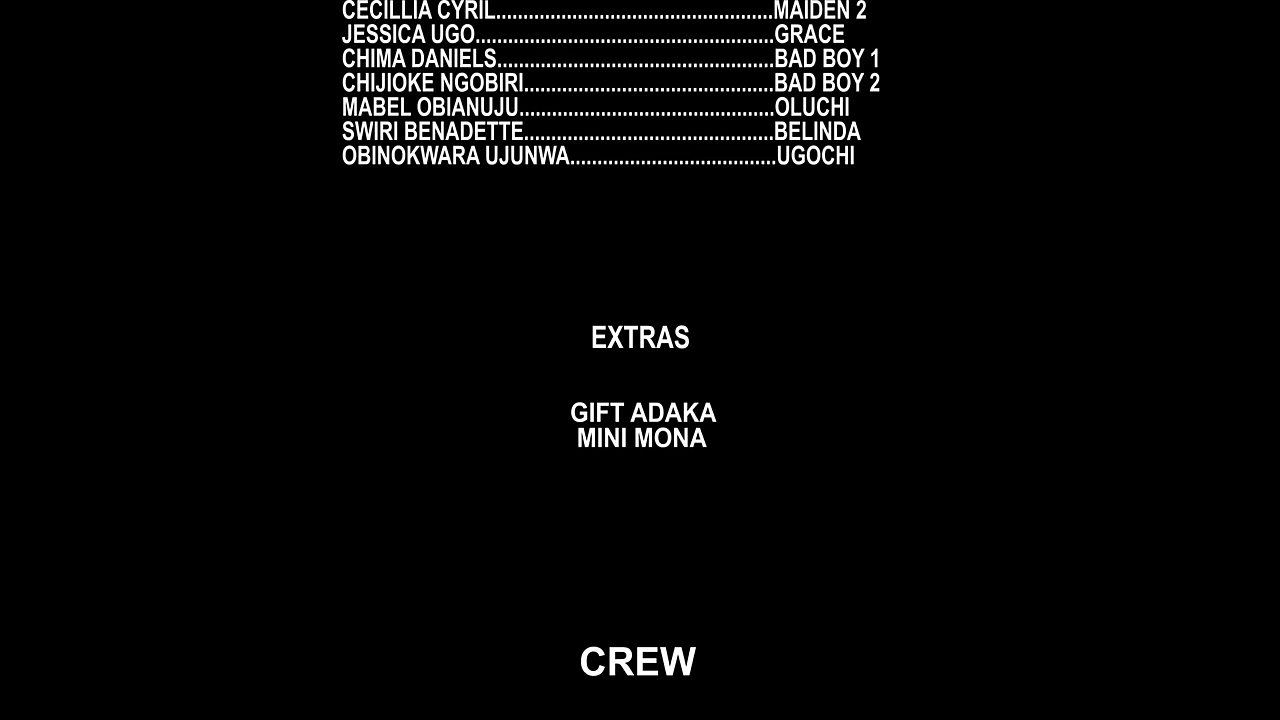 CECILLIA CYRIL....................................................MAIDEN 2
JESSICA UGO........................................................GRACE
CHIMA DANIELS...................................................BAD BOY 1
CHIJIOKE NGOBIRI..............................................BAD BOY 2
MABEL OBIANUJU...............................................OLUCHI
SWIRI BENADETTE..............................................BELINDA
OBINOKWARA UJUNWA......................................UGOCHI
EXTRAS
GIFT ADAKA
MINI MONA
CREW